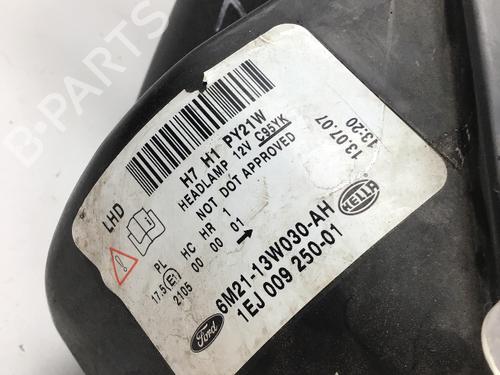 H7 H1 PY21W
HEADLAMP 12V C95YK
NOT DOT APPROVED
13.07.07
13:20
LHD
PL HC HR 1
17.5 E1 00 00 01
2105
6M21-13W030-AH
1EJ 009 250-01
Ford
HELLA
B-PARTS